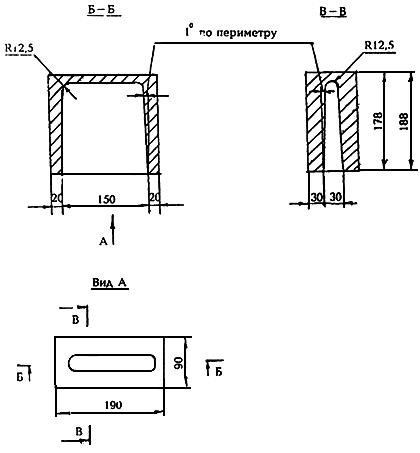 Б–Б
В–В
1° по периметру
R12,5
R12,5
178
188
20
150
20
30
30
А
Вид А
В
Б
Б
90
190
В